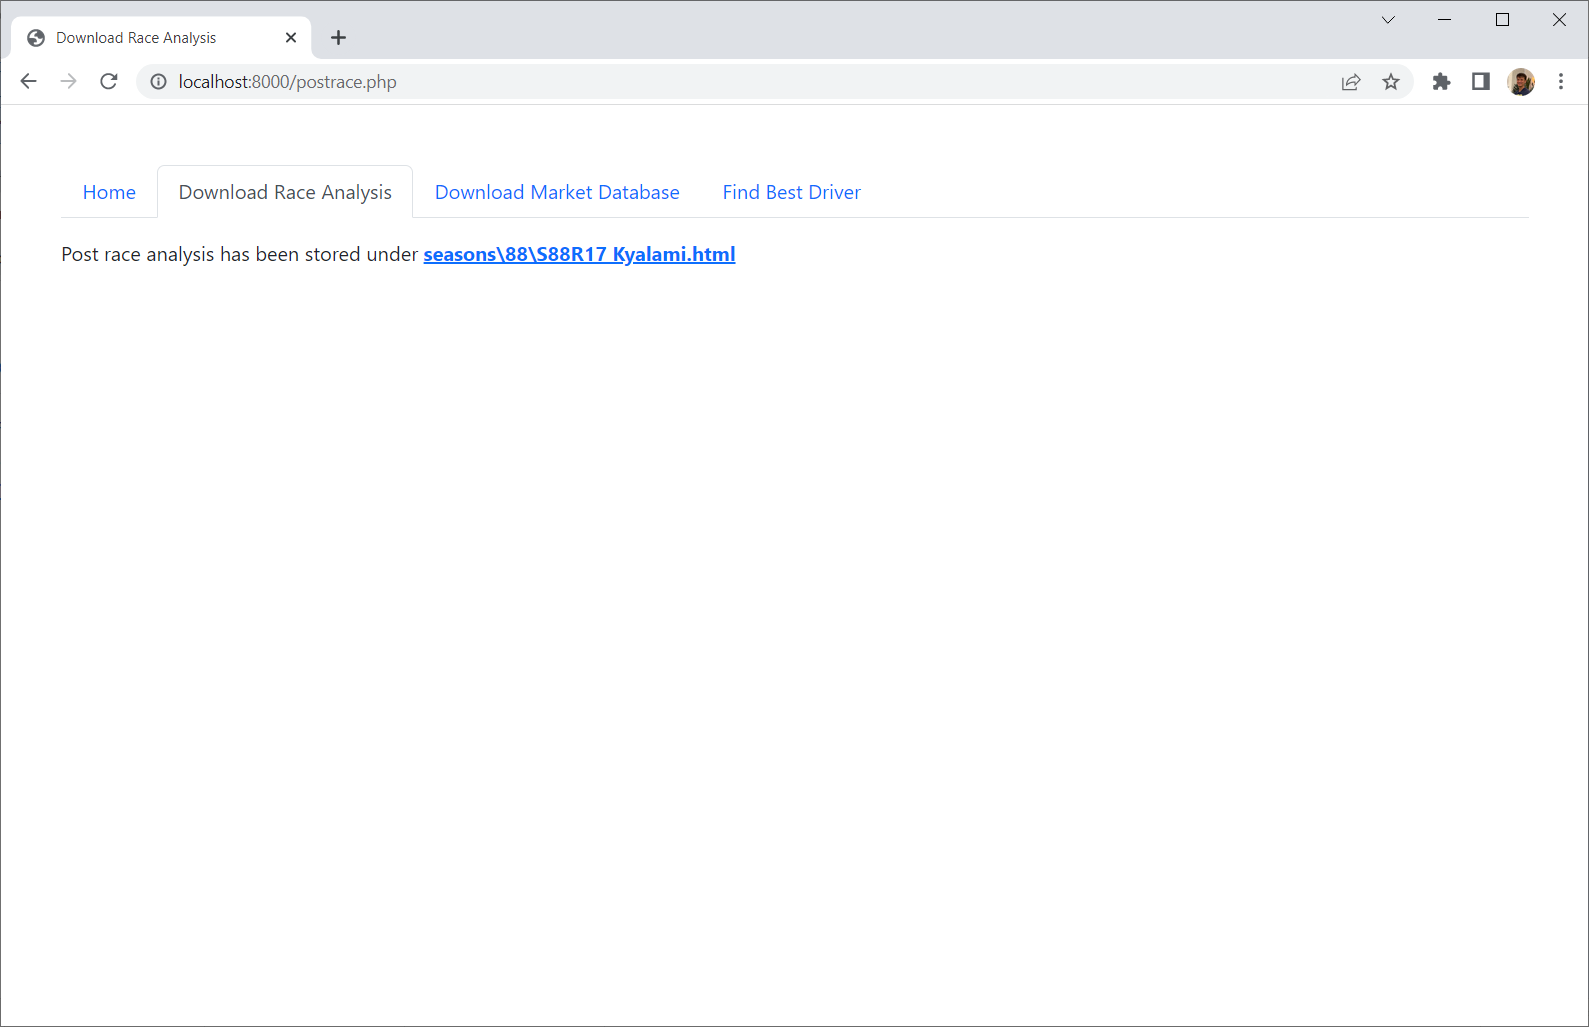 Download Race Analysis
localhost:8000/postrace.php
Home Download Race Analysis Download Market Database Find Best Driver
Post race analysis has been stored under seasons\88\S88R17 Kyalami.html